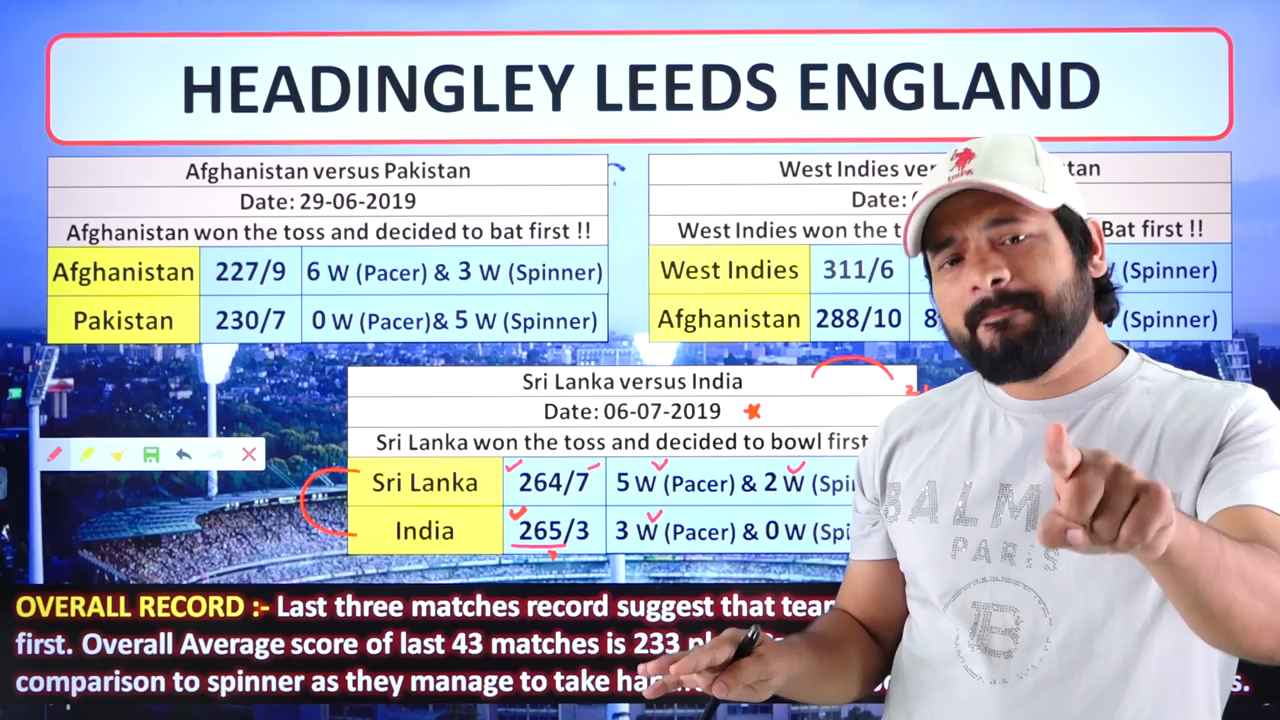 HEADINGLEY LEEDS ENGLAND
Afghanistan versus Pakistan
Date: 29-06-2019
Afghanistan won the toss and decided to bat first !!
Afghanistan 227/9 6 W (Pacer) & 3 W (Spinner)
Pakistan 230/7 0 W (Pacer)& 5 W (Spinner)
West Indies
Date:
West Indies won the Bat first !!
West Indies 311/6 (Spinner)
Afghanistan 288/10 (Spinner)
Sri Lanka versus India
Date: 06-07-2019
Sri Lanka won the toss and decided to bowl first
Sri Lanka 264/7 5 W (Pacer) & 2 W
India 265/3 3 W (Pacer) & 0 W
OVERALL RECORD :- Last three matches record suggest that
first. Overall Average score of last 43 matches is 233
comparison to spinner as they manage to take
BALM
PARIS
B